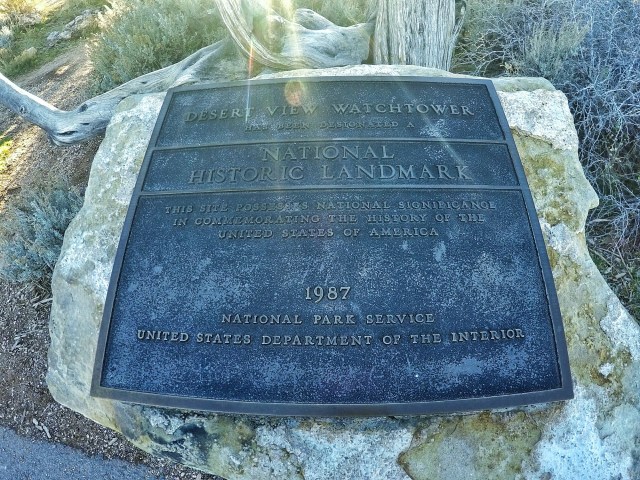 DESERT VIEW WATCHTOWER
HAS BEEN DESIGNATED A
NATIONAL
HISTORIC LANDMARK
THIS SITE POSSESSES NATIONAL SIGNIFICANCE
IN COMMEMORATING THE HISTORY OF THE
UNITED STATES OF AMERICA
1987
NATIONAL PARK SERVICE
UNITED STATES DEPARTMENT OF THE INTERIOR